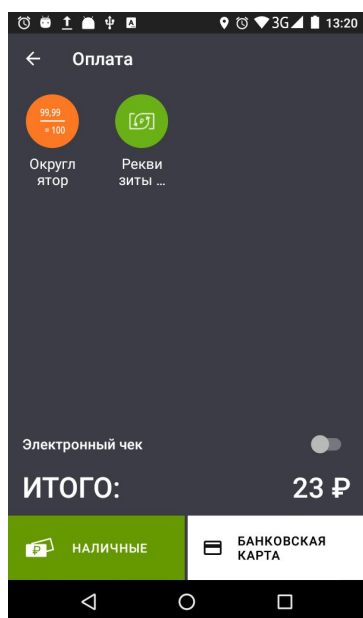 3G 13:20
Оплата
99,99
= 100
Округл
ятор
Рекви
зиты ...
Электронный чек
ИТОГО: 23 ₽
НАЛИЧНЫЕ
БАНКОВСКАЯ
КАРТА